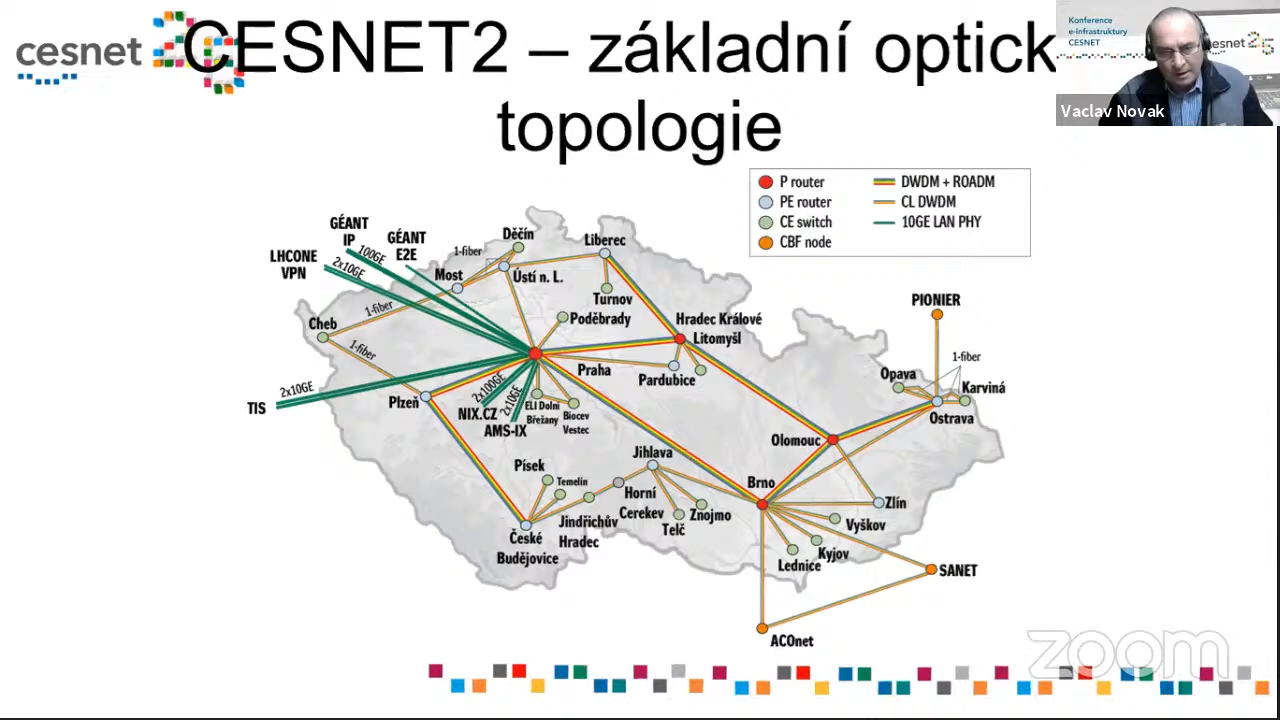 cesnet
CESNET2 – základní optick
topologie
Konference
e-infrastruktury
CESNET
Vaclav Novak
P router
PE router
CE switch
CBF node
DWDM + ROADM
CL DWDM
10GE LAN PHY
GÉANT
IP
GÉANT
E2E
LHCONE
VPN
100GE
2x10GE
1-fiber
Děčín
Liberec
Most
Ústí n. L.
Turnov
1-fiber
Cheb
1-fiber
Poděbrady
Hradec Králové
Litomyšl
PIONIER
1-fiber
Praha
Pardubice
Opava
Karviná
Ostrava
2x10GE
TIS
Plzeň
2x100GE
NIX.CZ
2x10GE
AMS-IX
ELI Dolní
Břežany
Biocev
Vestec
Olomouc
Jihlava
Brno
Písek
Temelín
Horní
Cerekev
Jindřichův
Hradec
Telč
Znojmo
Zlín
Vyškov
Kyjov
Lednice
České
Budějovice
SANET
ACOnet
zoom